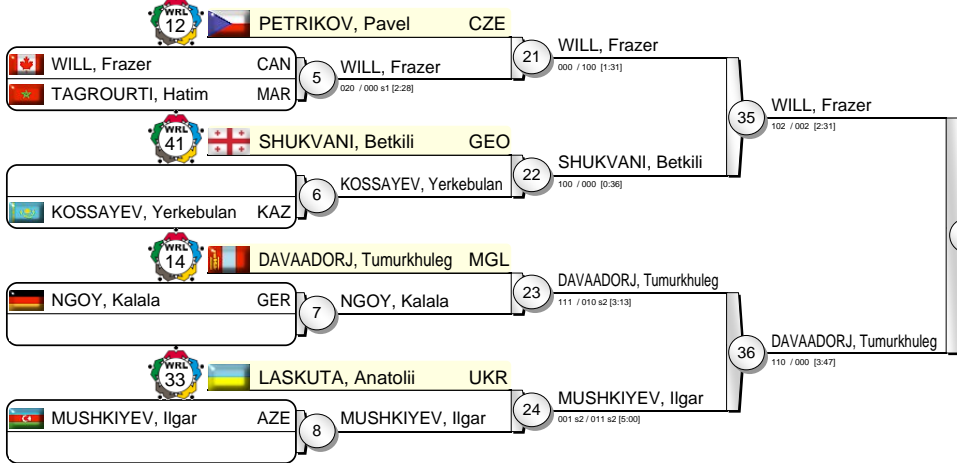 WRL 12 PETRIKOV, Pavel CZE
WILL, Frazer CAN
TAGROURTI, Hatim MAR
5 WILL, Frazer
020 / 000 s1 [2:28]
21 WILL, Frazer
000 / 100 [1:31]
WRL 41 SHUKVANI, Betkili GEO
KOSSAYEV, Yerkebulan KAZ
6 KOSSAYEV, Yerkebulan
22 SHUKVANI, Betkili
100 / 000 [0:36]
35 WILL, Frazer
102 / 002 [2:31]
WRL 14 DAVAADORJ, Tumurkhuleg MGL
NGOY, Kalala GER
7 NGOY, Kalala
23 DAVAADORJ, Tumurkhuleg
111 / 010 s2 [3:13]
WRL 33 LASKUTA, Anatolii UKR
MUSHKIYEV, Ilgar AZE
8 MUSHKIYEV, Ilgar
24 MUSHKIYEV, Ilgar
001 s2 / 011 s2 [5:00]
36 DAVAADORJ, Tumurkhuleg
110 / 000 [3:47]